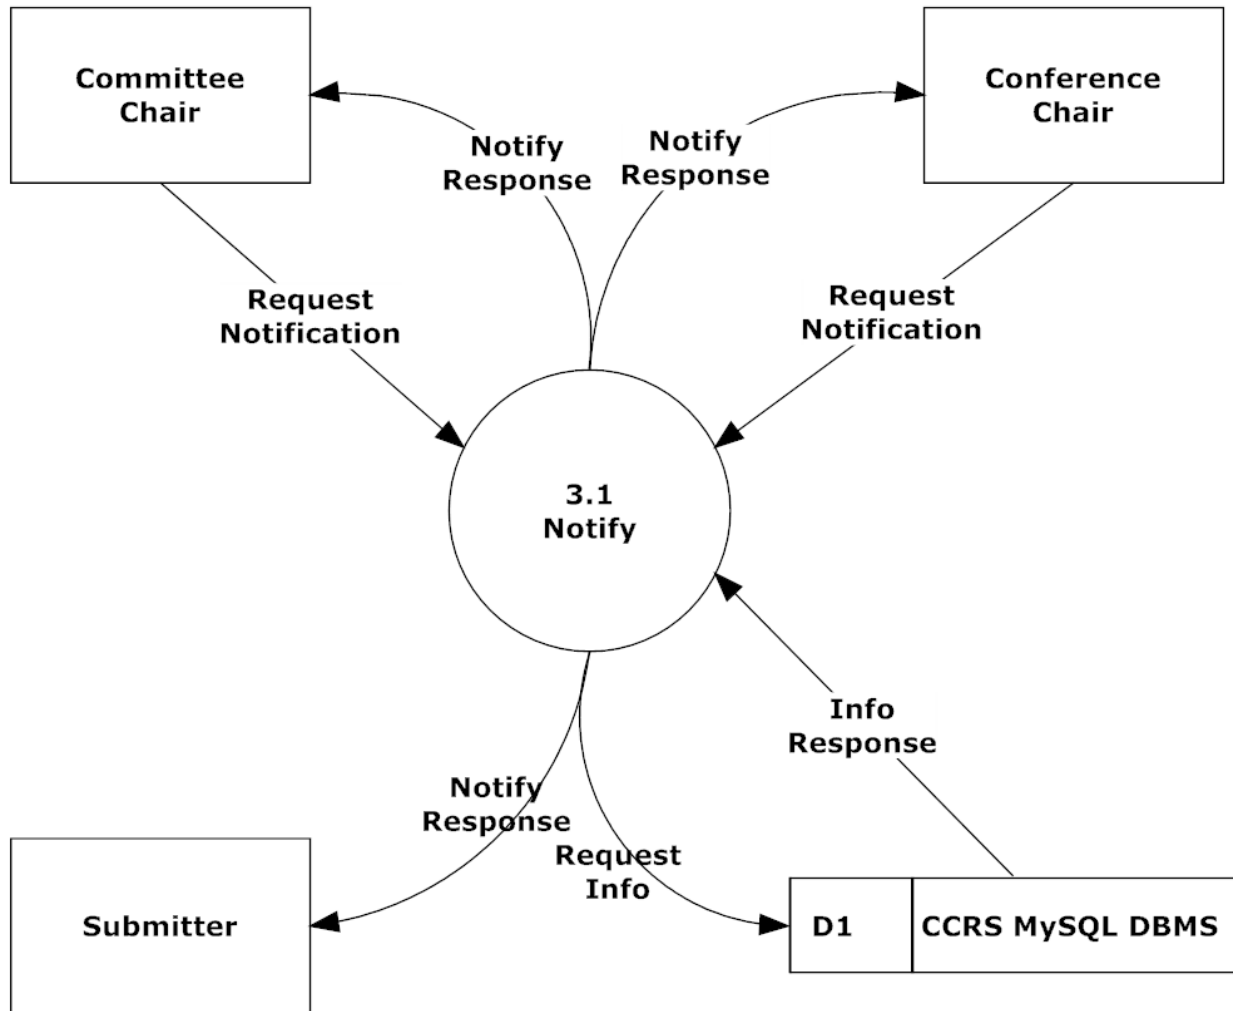 Committee
Chair
Conference
Chair
Notify
Response
Notify
Response
Request
Notification
Request
Notification
3.1
Notify
Info
Response
Notify
Response
Request
Info
Submitter
D1
CCRS MySQL DBMS